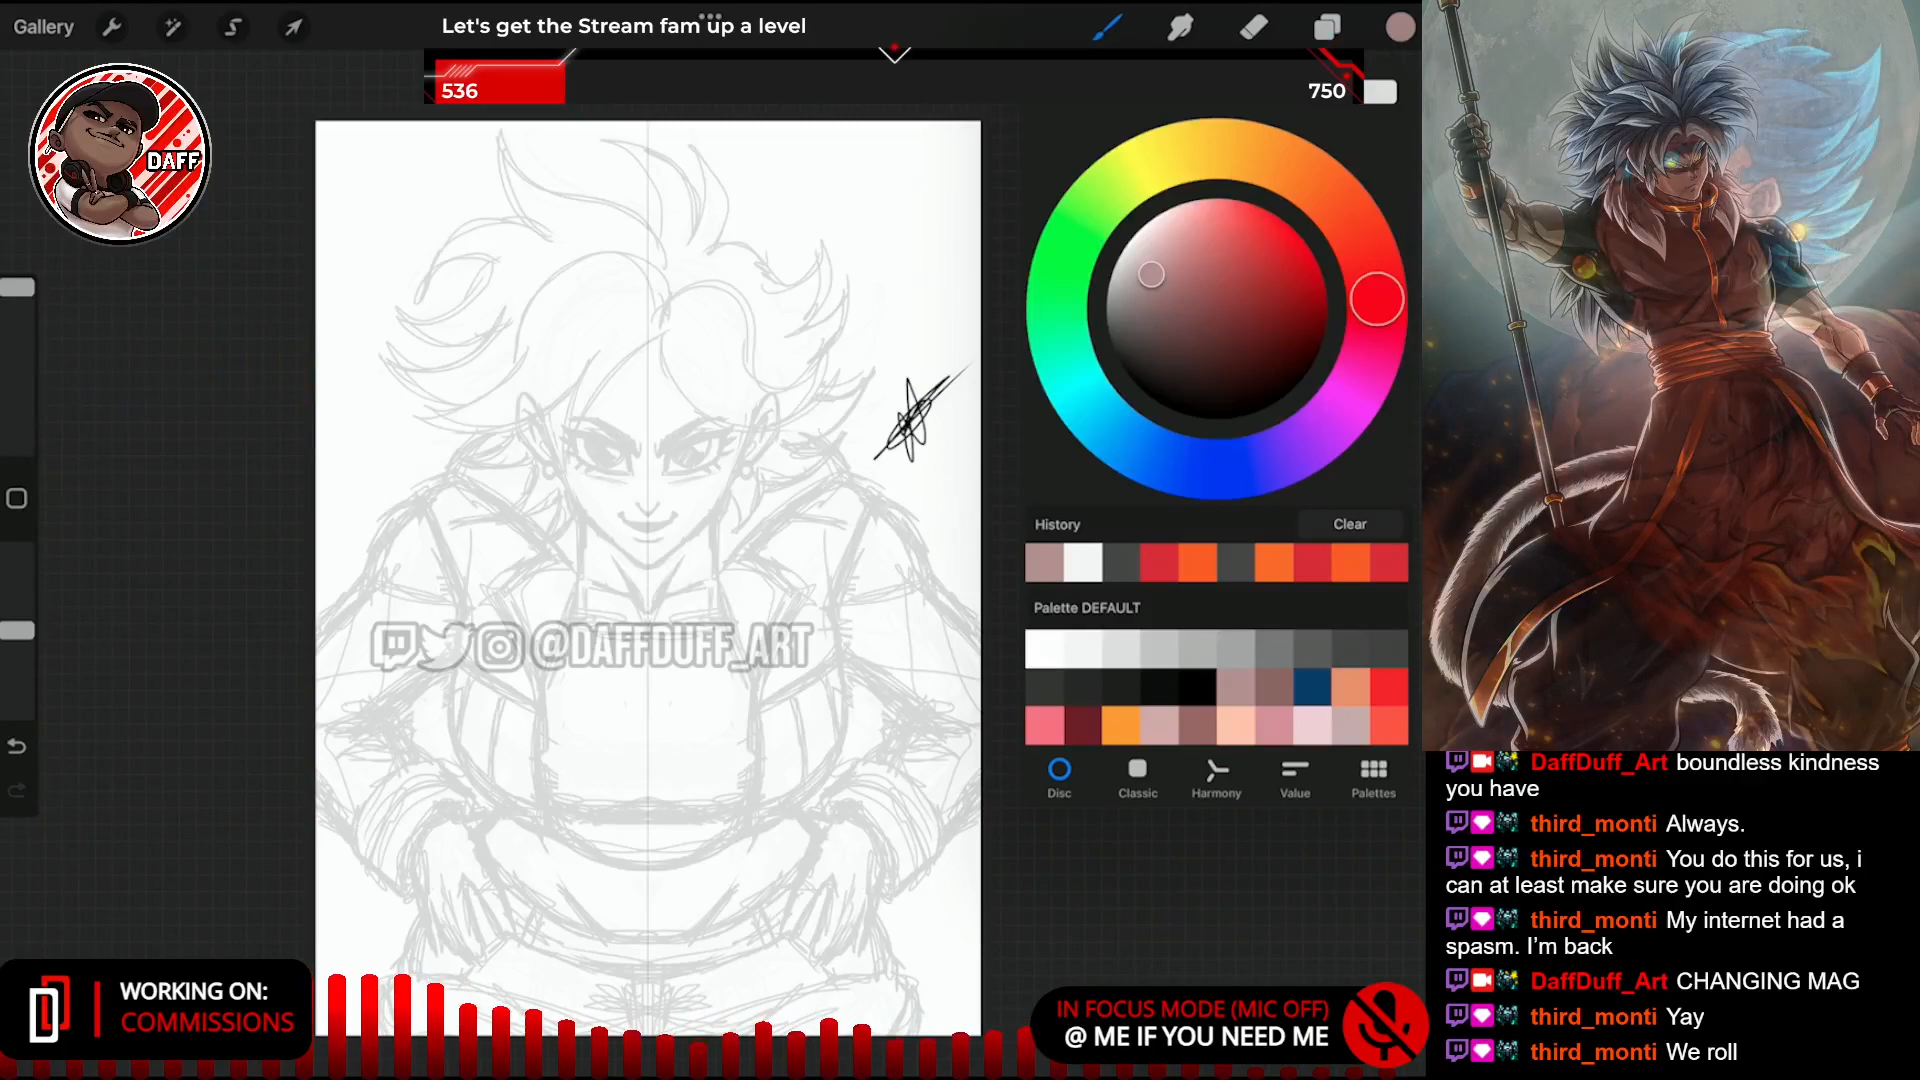 Gallery
Let's get the Stream fam up a level
536
750
DAFF
@DAFFDUFF_ART
History
Clear
Palette DEFAULT
Disc
Classic
Harmony
Value
Palettes
DaffDuff_Art boundless kindness
you have
third_monti Always.
third_monti You do this for us, i
can at least make sure you are doing ok
third_monti My internet had a
spasm. I'm back
DaffDuff_Art CHANGING MAG
third_monti Yay
third_monti We roll
WORKING ON:
COMMISSIONS
IN FOCUS MODE (MIC OFF)
@ ME IF YOU NEED ME